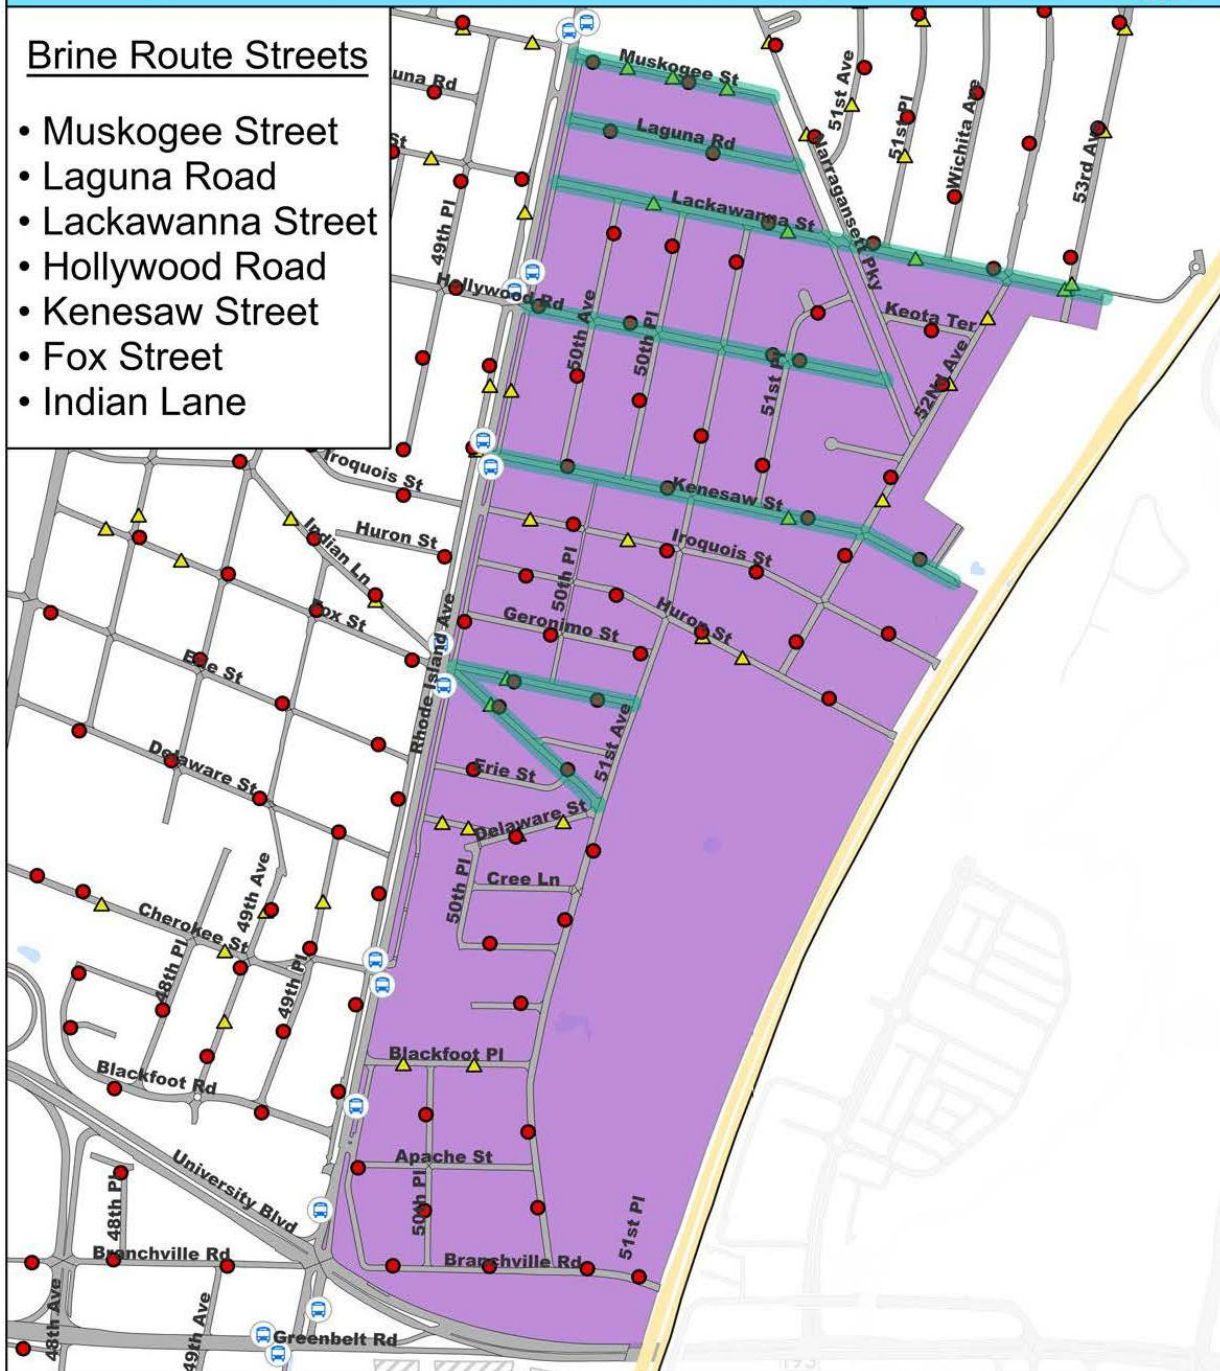 Brine Route Streets
• Muskogee Street
• Laguna Road
• Lackawanna Street
• Hollywood Road
• Kenesaw Street
• Fox Street
• Indian Lane
una Rd
St
Muskogee St
Laguna Rd
Lackawanna St
51st Ave
51st Pl
Wichita Ave
53rd Av
Narragansett Pky
49th Pl
Hollywood Rd
50th Ave
50th Pl
51st P
Keota Ter
52Nd Ave
Iroquois St
Huron St
Indian Ln
Fox St
Kenesaw St
Iroquois St
50th Pl
Huron St
Geronimo St
Rhode Island Ave
Erie St
Delaware St
51st Ave
Erie St
Delaware St
Cree Ln
50th Pl
49th Ave
Cherokee St
48th Pl
49th Pl
Blackfoot Rd
Blackfoot Pl
Apache St
50th Pl
University Blvd
48th Pl
Branchville Rd
Branchville Rd
51st Pl
48th Ave
49th Ave
Greenbelt Rd